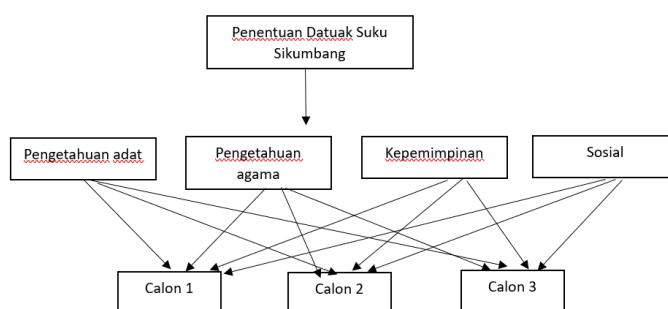 Penentuan Datuak Suku
Sikumbang
Pengetahuan adat
Pengetahuan
agama
Kepemimpinan
Sosial
Calon 1
Calon 2
Calon 3